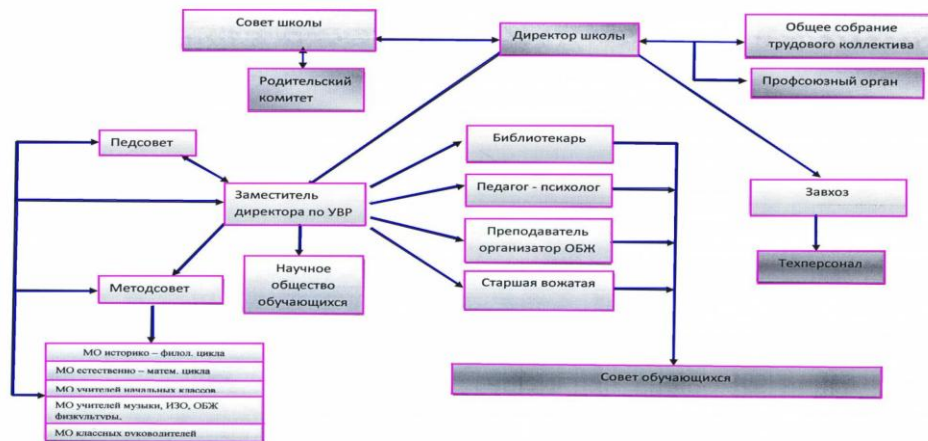 Совет школы
Директор школы
Общее собрание
трудового коллектива
Родительский
комитет
Профсоюзный орган
Педсовет
Библиотекарь
Заместитель
директора по УВР
Педагог - психолог
Завхоз
Преподаватель
организатор ОБЖ
Научное
общество
обучающихся
Техперсонал
Методсовет
Старшая вожатая
МО историко – филол. цикла
МО естественно – матем. цикла
МО учителей начальных классов
МО учителей музыки, ИЗО, ОБЖ
физкультуры.
МО классных руководителей
Совет обучающихся